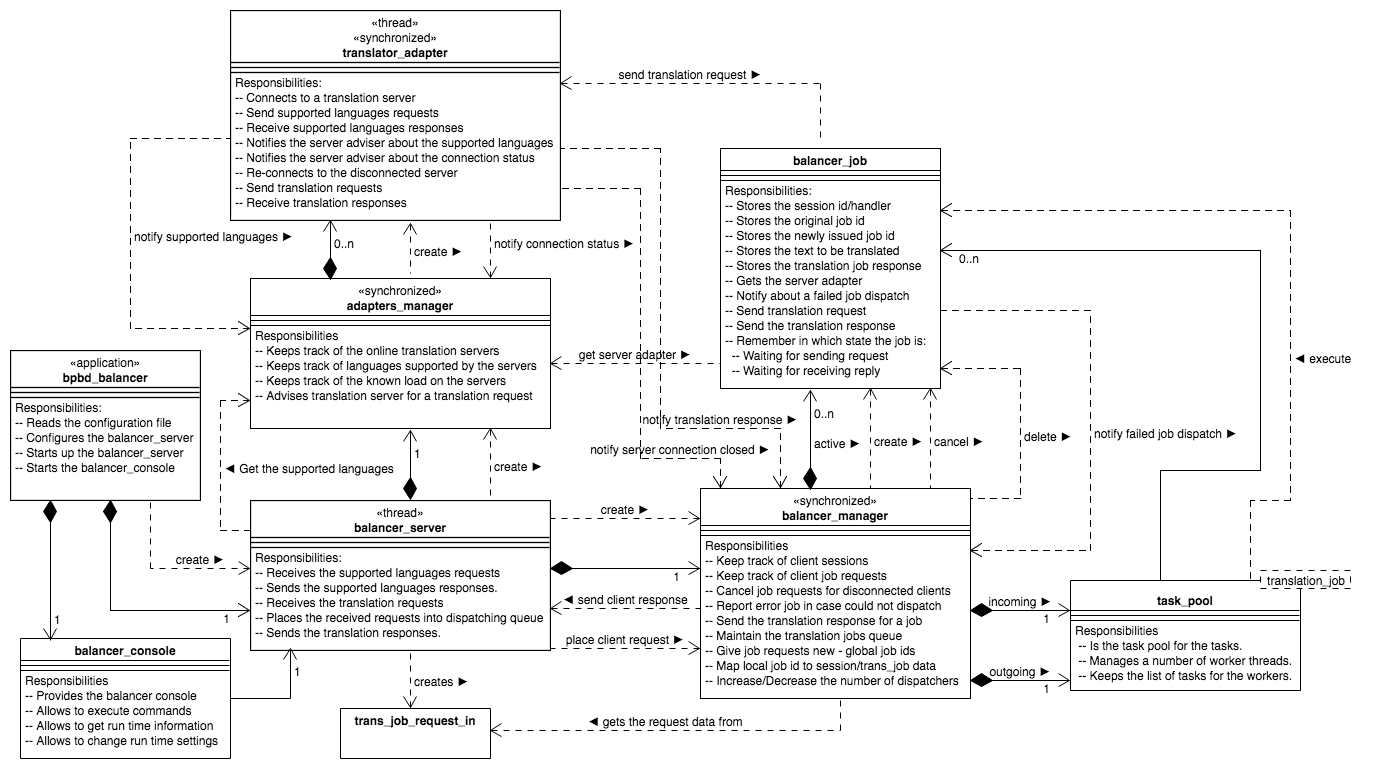 «thread»
«synchronized»
translator_adapter
Responsibilities:
-- Connects to a translation server
-- Send supported languages requests
-- Receive supported languages responses
-- Notifies the server adviser about the supported languages
-- Notifies the server adviser about the connection status
-- Re-connects to the disconnected server
-- Send translation requests
-- Receive translation responses
send translation request ►
balancer_job
Responsibilities:
-- Stores the session id/handler
-- Stores the original job id
-- Stores the newly issued job id
-- Stores the text to be translated
-- Stores the translation job response
-- Gets the server adapter
-- Notify about a failed job dispatch
-- Send translation request
-- Send the translation response
-- Remember in which state the job is:
-- Waiting for sending request
-- Waiting for receiving reply
notify supported languages ►
0..n
create ►
notify connection status ►
0..n
«synchronized»
adapters_manager
Responsibilities
-- Keeps track of the online translation servers
-- Keeps track of languages supported by the servers
-- Keeps track of the known load on the servers
-- Advises translation server for a translation request
get server adapter ►
◄ execute
«application»
bpbd_balancer
Responsibilities:
-- Reads the configuration file
-- Configures the balancer_server
-- Starts up the balancer_server
-- Starts the balancer_console
notify translation response ►
notify server connection closed ►
0..n
active ►
create ►
cancel ►
delete ►
notify failed job dispatch ►
1
◄ Get the supported languages
create ►
«thread»
balancer_server
Responsibilities:
-- Receives the supported languages requests
-- Sends the supported languages responses.
-- Receives the translation requests
-- Places the received requests into dispatching queue
-- Sends the translation responses.
create ►
1
◄ send client response
place client request ►
«synchronized»
balancer_manager
Responsibilities
-- Keep track of client sessions
-- Keep track of client job requests
-- Cancel job requests for disconnected clients
-- Report error job in case could not dispatch
-- Send the translation response for a job
-- Maintain the translation jobs queue
-- Give job requests new - global job ids
-- Map local job id to session/trans_job data
-- Increase/Decrease the number of dispatchers
create ►
1
1
incoming ►
1
outgoing ►
1
translation_job
task_pool
Responsibilities
-- Is the task pool for the tasks.
-- Manages a number of worker threads.
-- Keeps the list of tasks for the workers.
balancer_console
Responsibilities
-- Provides the balancer console
-- Allows to execute commands
-- Allows to get run time information
-- Allows to change run time settings
1
creates ►
trans_job_request_in
◄ gets the request data from